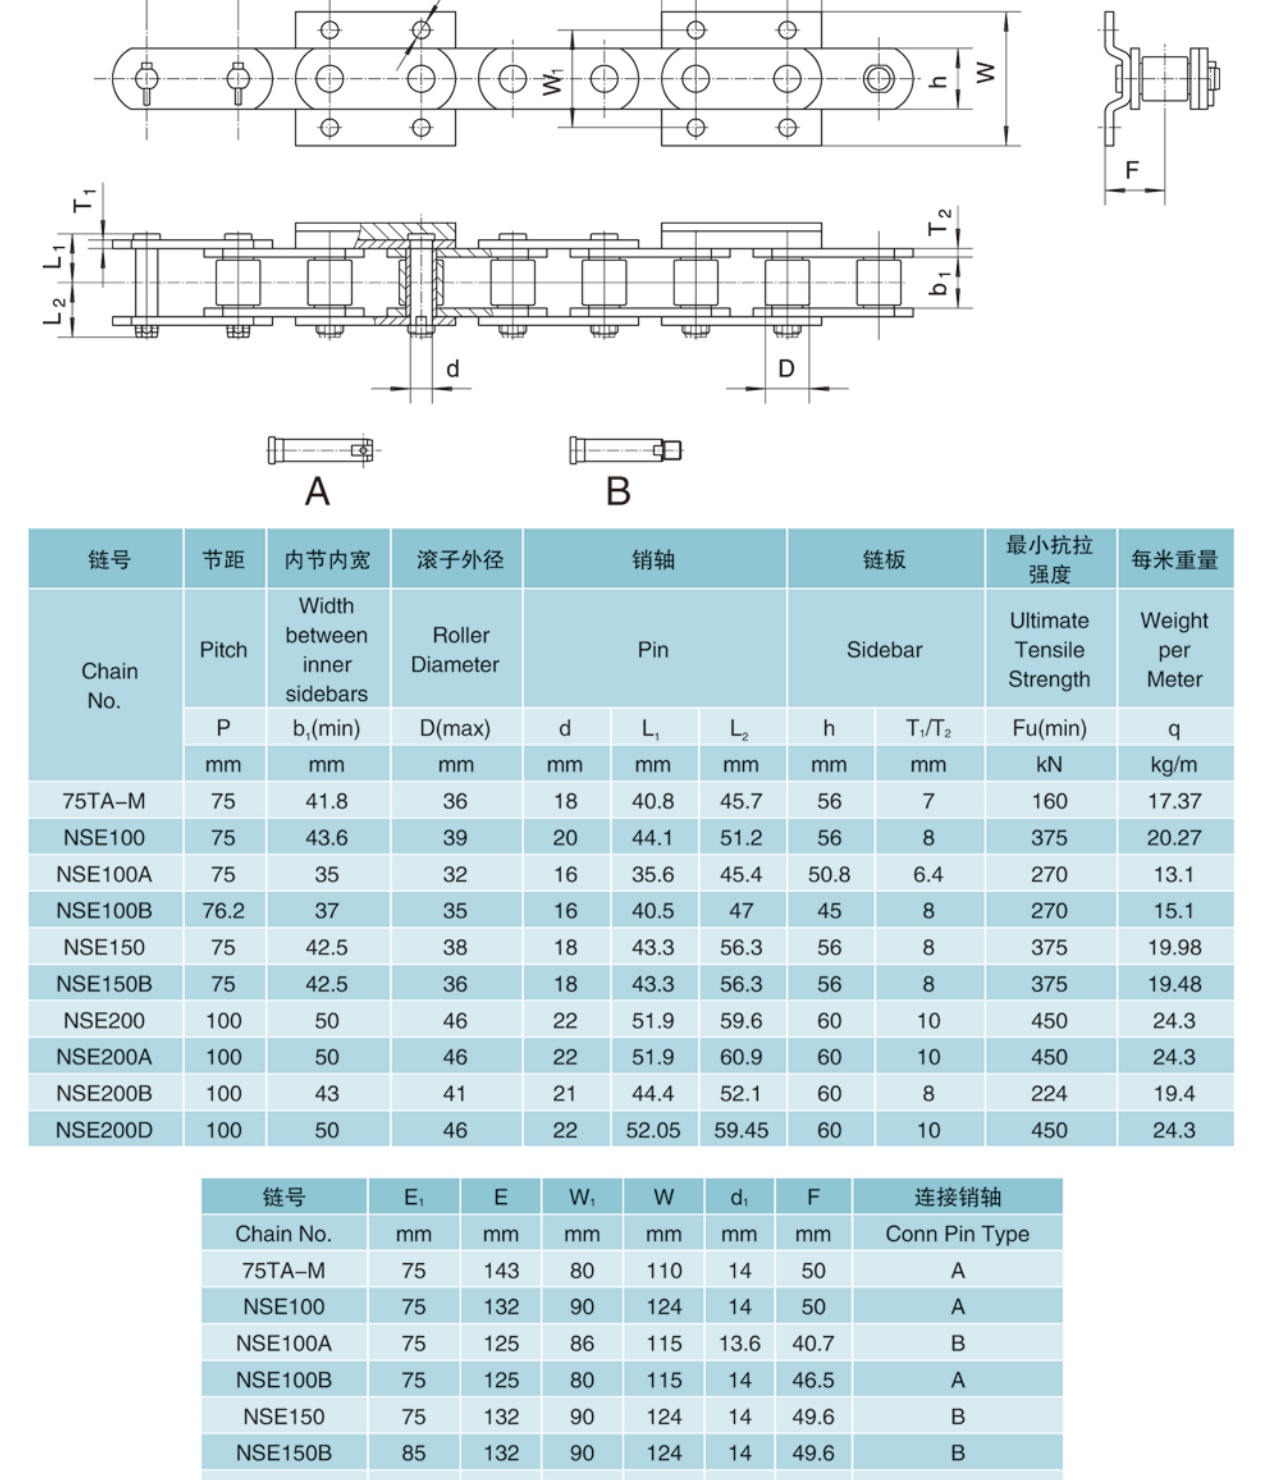 W₁
h
W
F
T₁
L₁
L₂
T₂
b₁
d
D
A
B
链号 节距 内节内宽 滚子外径 销轴 链板 最小抗拉强度 每米重量
Chain No. Pitch Width between inner sidebars Roller Diameter Pin Sidebar Ultimate Tensile Strength Weight per Meter
P b₁(min) D(max) d L₁ L₂ h T₁/T₂ Fu(min) q
mm mm mm mm mm mm mm mm kN kg/m
75TA–M 75 41.8 36 18 40.8 45.7 56 7 160 17.37
NSE100 75 43.6 39 20 44.1 51.2 56 8 375 20.27
NSE100A 75 35 32 16 35.6 45.4 50.8 6.4 270 13.1
NSE100B 76.2 37 35 16 40.5 47 45 8 270 15.1
NSE150 75 42.5 38 18 43.3 56.3 56 8 375 19.98
NSE150B 75 42.5 36 18 43.3 56.3 56 8 375 19.48
NSE200 100 50 46 22 51.9 59.6 60 10 450 24.3
NSE200A 100 50 46 22 51.9 60.9 60 10 450 24.3
NSE200B 100 43 41 21 44.4 52.1 60 8 224 19.4
NSE200D 100 50 46 22 52.05 59.45 60 10 450 24.3
链号 E₁ E W₁ W d₁ F 连接销轴
Chain No. mm mm mm mm mm mm Conn Pin Type
75TA–M 75 143 80 110 14 50 A
NSE100 75 132 90 124 14 50 A
NSE100A 75 125 86 115 13.6 40.7 B
NSE100B 75 125 80 115 14 46.5 A
NSE150 75 132 90 124 14 49.6 B
NSE150B 85 132 90 124 14 49.6 B